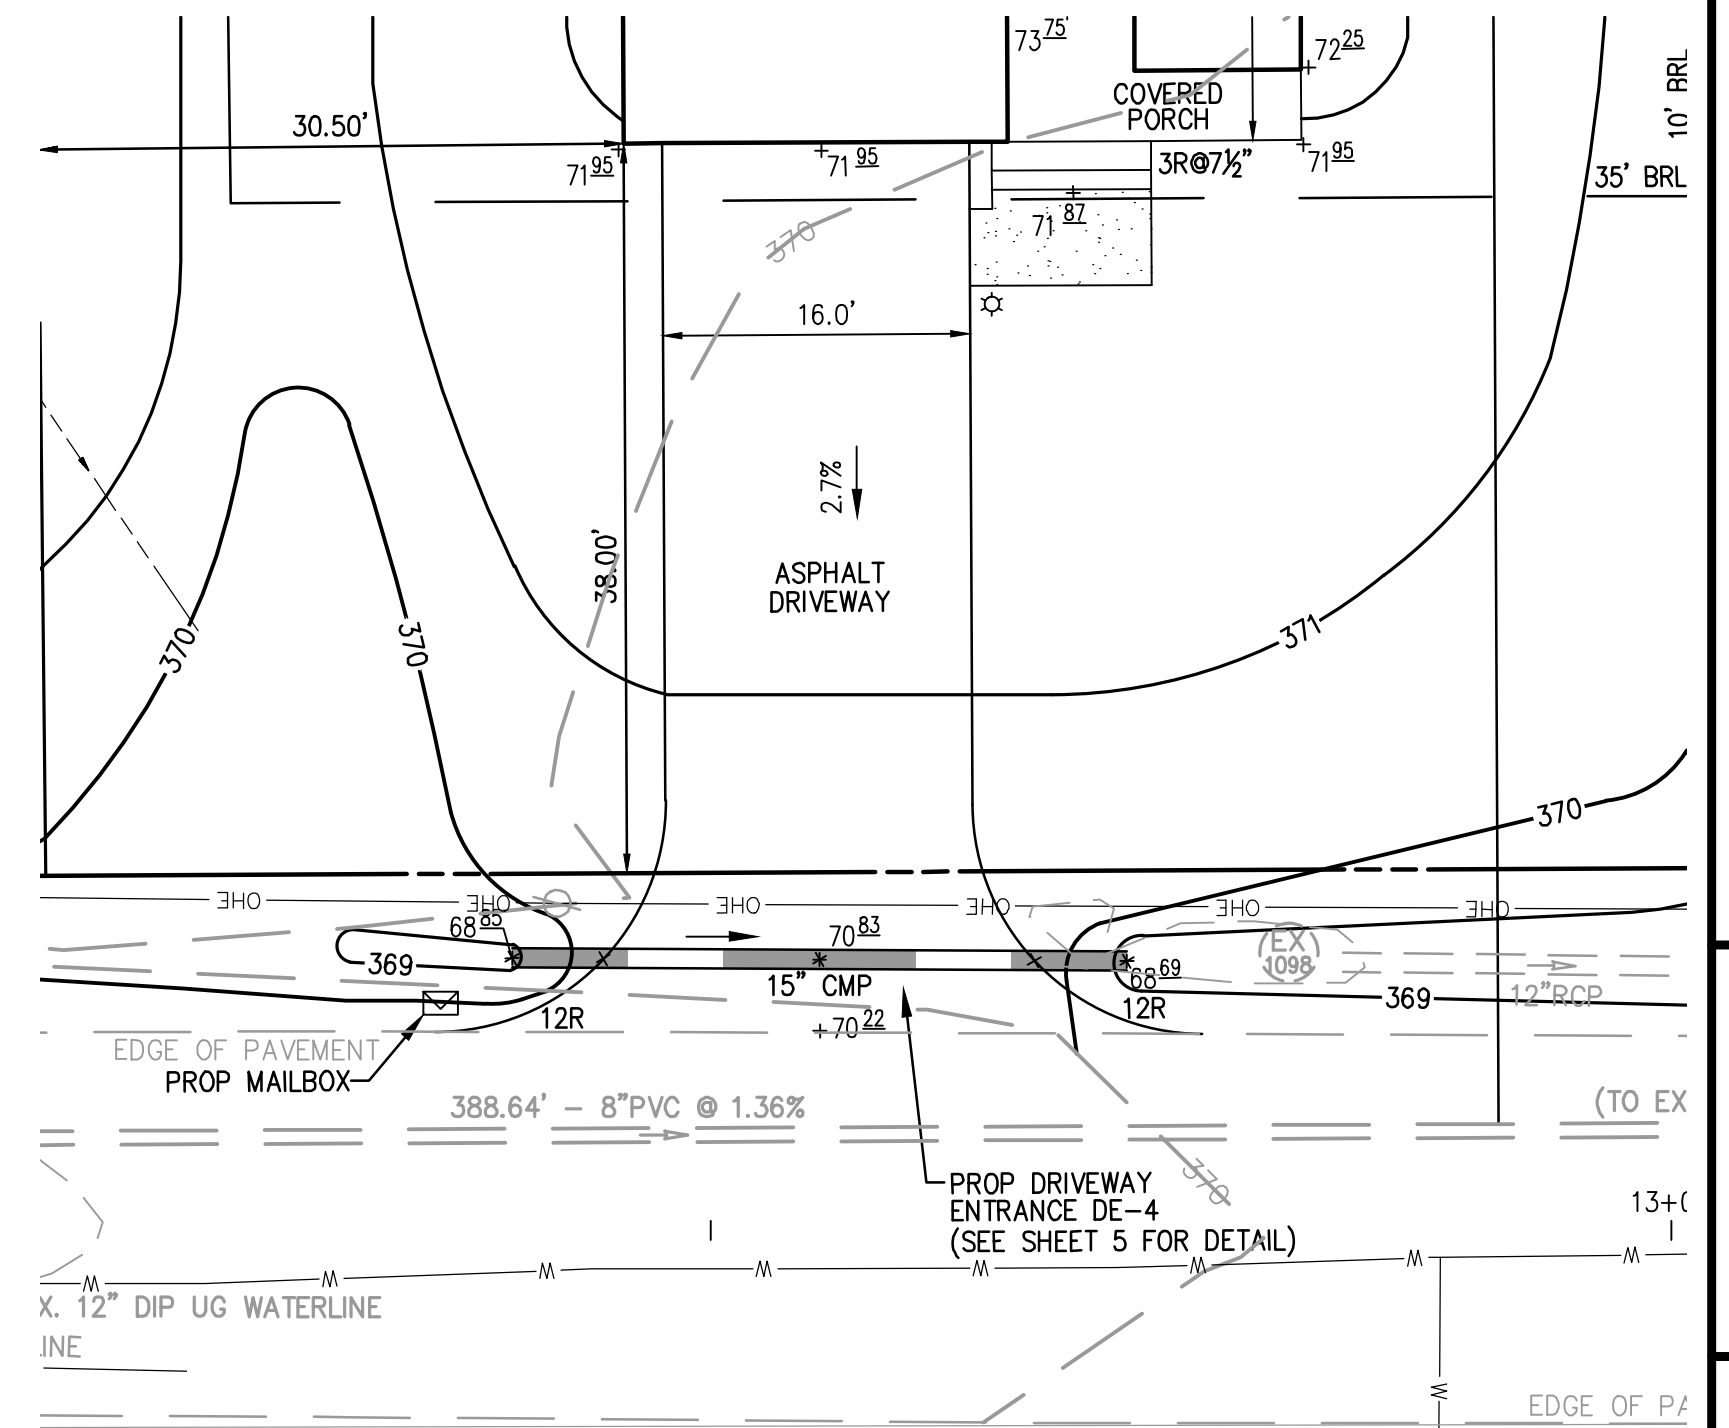 73 75'
72 25
COVERED
PORCH
10' BRL
30.50'
71 95
71 95
3R@7½"
71 95
35' BRL
71 87
370
16.0'
2.7%
38.00'
ASPHALT
DRIVEWAY
370
370
371
370
OHE
OHE
OHE
OHE
OHE
OHE
68 85
70 83
EX
1098
369
15" CMP
68 69
12"RCP
369
12R
12R
+70 22
EDGE OF PAVEMENT
PROP MAILBOX
388.64' - 8"PVC @ 1.36%
(TO EX
370
PROP DRIVEWAY
ENTRANCE DE-4
(SEE SHEET 5 FOR DETAIL)
13+0
W
W
W
W
W
W
W
W
X. 12" DIP UG WATERLINE
LINE
W
EDGE OF PA